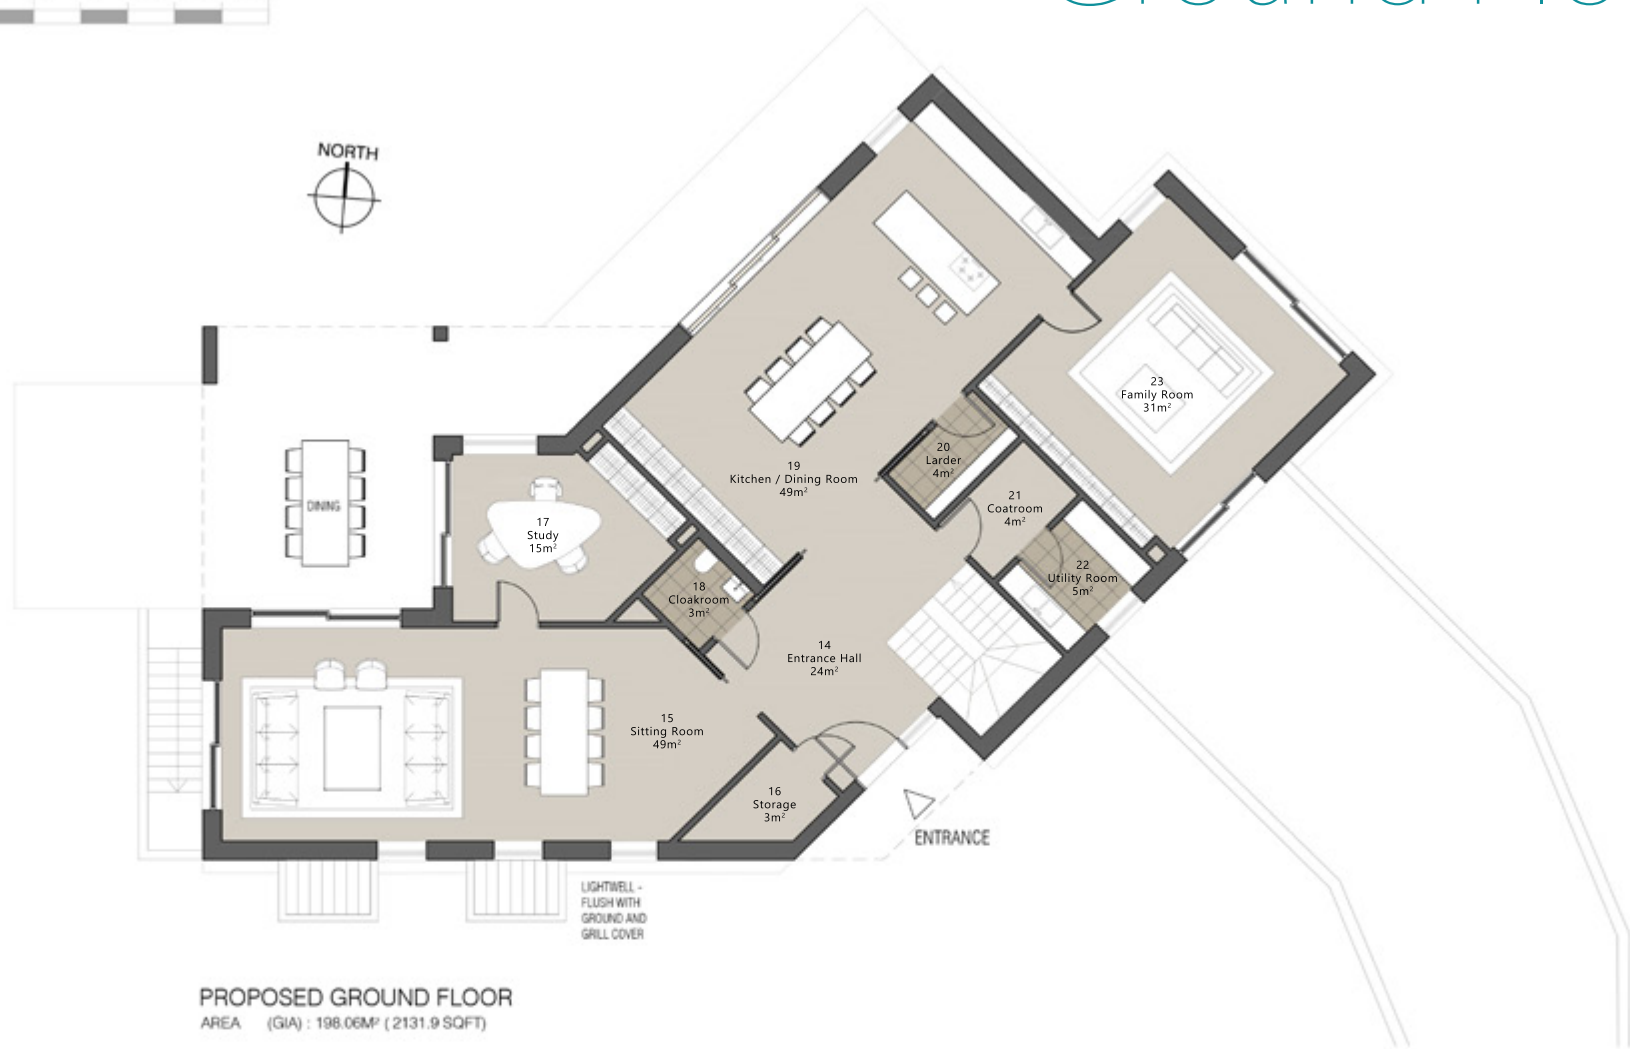 NORTH
DINING
23
Family Room
31m²
20
Larder
4m²
19
Kitchen / Dining Room
49m²
21
Coatroom
4m²
17
Study
15m²
22
Utility Room
5m²
18
Cloakroom
3m²
14
Entrance Hall
24m²
15
Sitting Room
49m²
16
Storage
3m²
ENTRANCE
LIGHTWELL -
FLUSH WITH
GROUND AND
GRILL COVER
PROPOSED GROUND FLOOR
AREA (GIA) : 198.06M² ( 2131.9 SQFT)